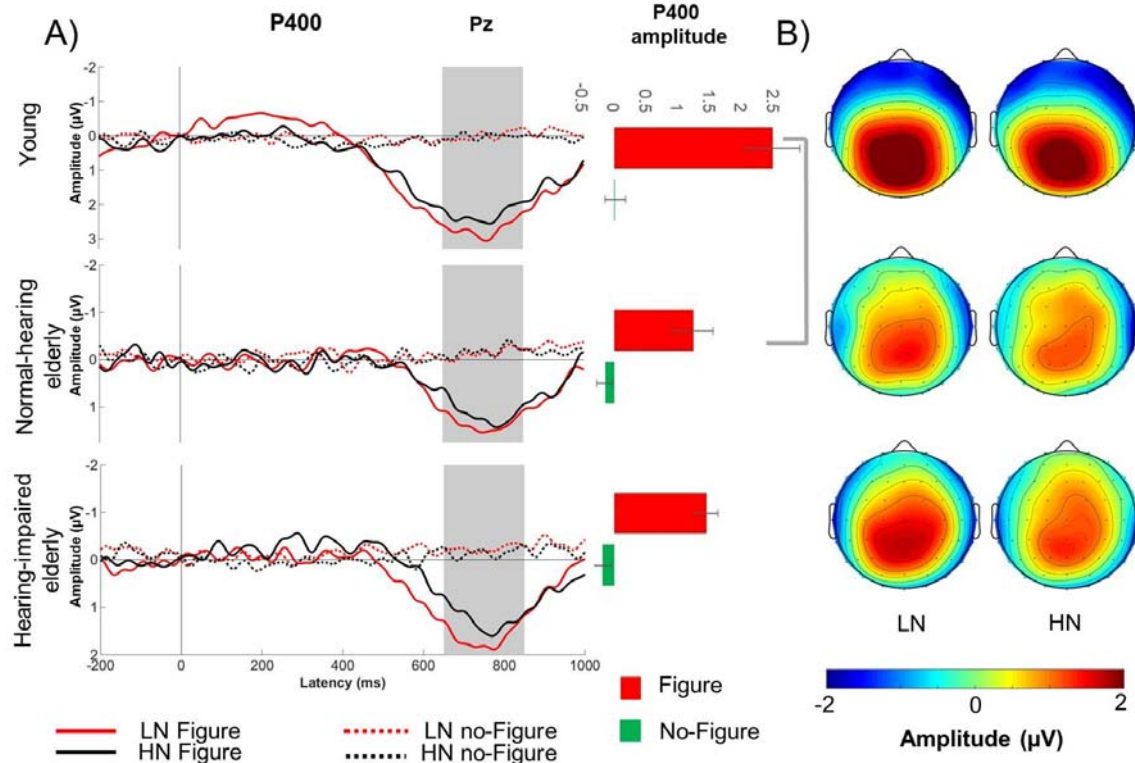 A)
P400
Pz
P400
amplitude
B)
-0.5
0
0.5
1
1.5
2
2.5
Young
Amplitude (µV)
-2
-1
0
1
2
3
Normal-hearing
elderly
Amplitude (µV)
-2
-1
0
1
Hearing-impaired
elderly
Amplitude (µV)
-2
-1
0
1
2
-200
0
200
400
600
800
1000
Latency (ms)
LN
HN
Figure
No-Figure
LN Figure
HN Figure
LN no-Figure
HN no-Figure
-2
0
2
Amplitude (µV)